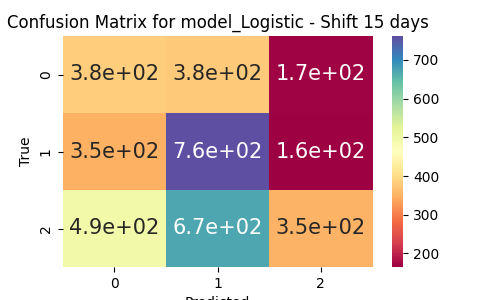 Confusion Matrix for model_Logistic - Shift 15 days
True
0 3.8e+02 3.8e+02 1.7e+02
1 3.5e+02 7.6e+02 1.6e+02
2 4.9e+02 6.7e+02 3.5e+02
0 1 2
Predicted
700
600
500
400
300
200